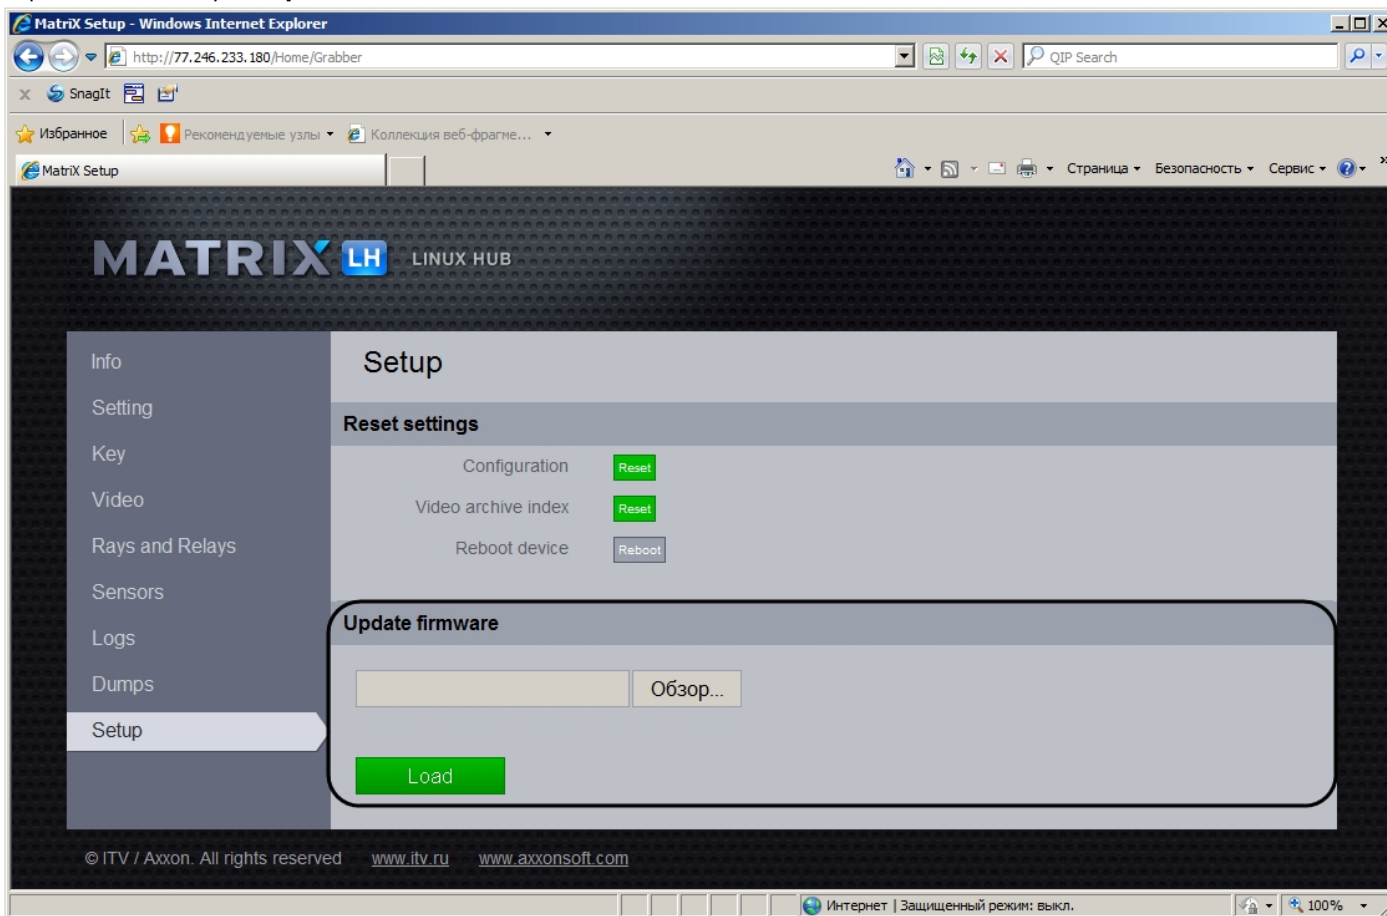 MatriX Setup - Windows Internet Explorer
http://77.246.233.180/Home/Grabber
QIP Search
x SnagIt
Избранное Рекомендуемые узлы Коллекция веб-фрагме...
MatriX Setup
Страница Безопасность Сервис
MATRIX LH LINUX HUB
Info
Setting
Key
Video
Rays and Relays
Sensors
Logs
Dumps
Setup
Setup
Reset settings
Configuration Reset
Video archive index Reset
Reboot device Reboot
Update firmware
Обзор...
Load
© ITV / Axxon. All rights reserved www.itv.ru www.axxonsoft.com
Интернет | Защищенный режим: выкл. 100%